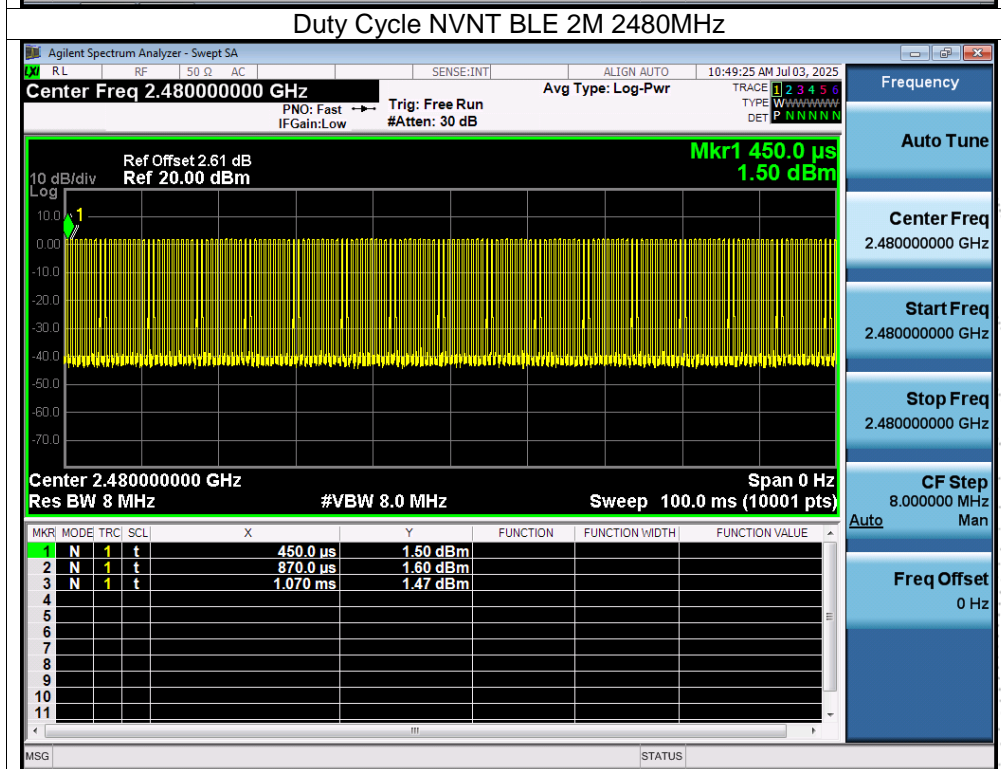 Duty Cycle NVNT BLE 2M 2480MHz
Agilent Spectrum Analyzer - Swept SA
LXI RL RF 50 Ω AC SENSE:INT ALIGN AUTO 10:49:25 AM Jul 03, 2025
Center Freq 2.480000000 GHz
PNO: Fast
IFGain:Low
Trig: Free Run
#Atten: 30 dB
Avg Type: Log-Pwr
TRACE 1 2 3 4 5 6
TYPE WWWWWW
DET P N N N N N
Frequency
Auto Tune
Center Freq
2.480000000 GHz
Start Freq
2.480000000 GHz
Stop Freq
2.480000000 GHz
CF Step
8.000000 MHz
Auto Man
Freq Offset
0 Hz
Mkr1 450.0 µs
1.50 dBm
Ref Offset 2.61 dB
10 dB/div Ref 20.00 dBm
Log
10.0
1
0.00
-10.0
-20.0
-30.0
-40.0
-50.0
-60.0
-70.0
Center 2.480000000 GHz Span 0 Hz
Res BW 8 MHz #VBW 8.0 MHz Sweep 100.0 ms (10001 pts)
MKR MODE TRC SCL X Y FUNCTION FUNCTION WIDTH FUNCTION VALUE
1 N 1 t 450.0 µs 1.50 dBm
2 N 1 t 870.0 µs 1.60 dBm
3 N 1 t 1.070 ms 1.47 dBm
4
5
6
7
8
9
10
11
MSG STATUS